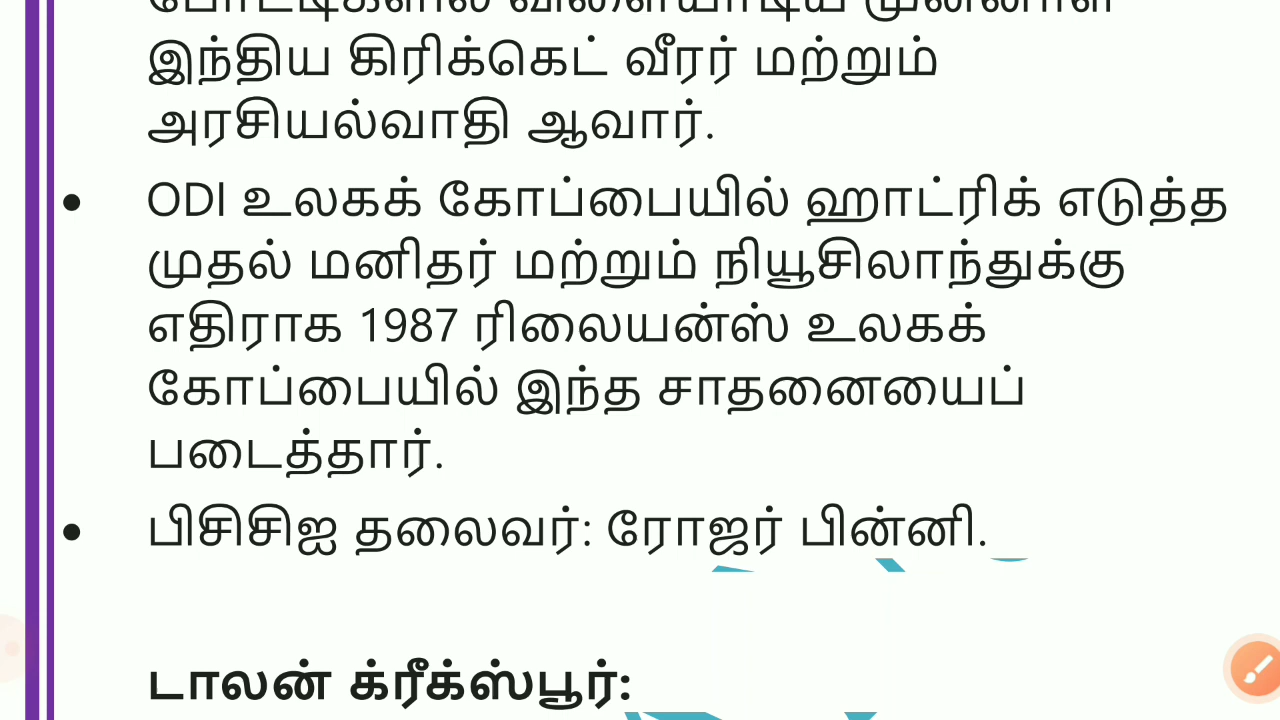 போட்டிகளில் விளையாடிய முன்னாள்
இந்திய கிரிக்கெட் வீரர் மற்றும்
அரசியல்வாதி ஆவார்.
• ODI உலகக் கோப்பையில் ஹாட்ரிக் எடுத்த
முதல் மனிதர் மற்றும் நியூசிலாந்துக்கு
எதிராக 1987 ரிலையன்ஸ் உலகக்
கோப்பையில் இந்த சாதனையைப்
படைத்தார்.
• பிசிசிஐ தலைவர்: ரோஜர் பின்னி.
டாலன் க்ரீக்ஸ்பூர்: